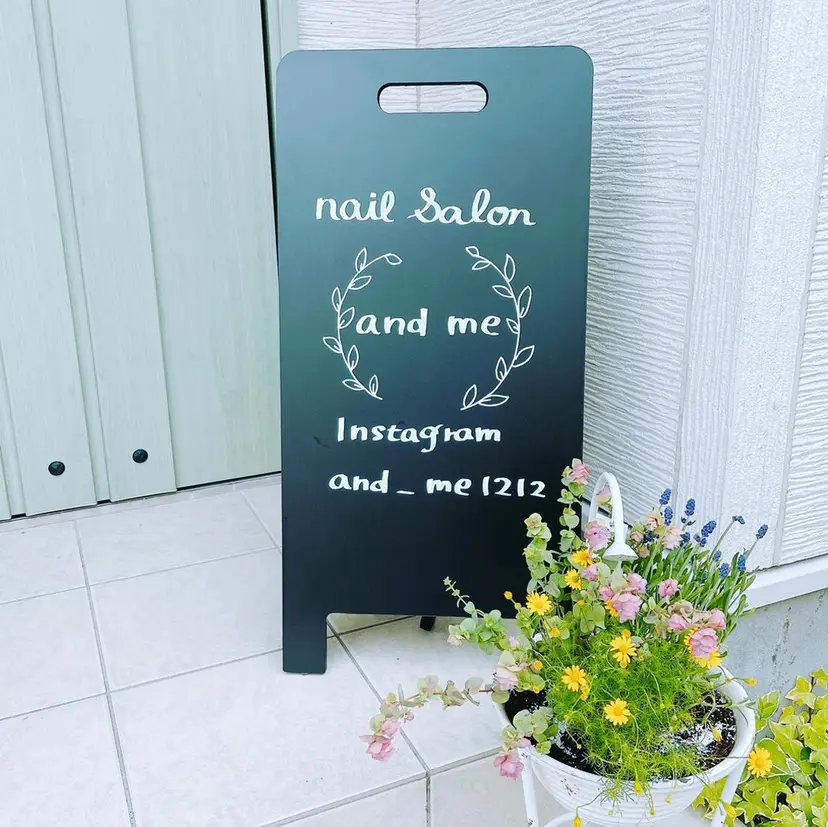 nail Salon
and me
Instagram
and_me1212